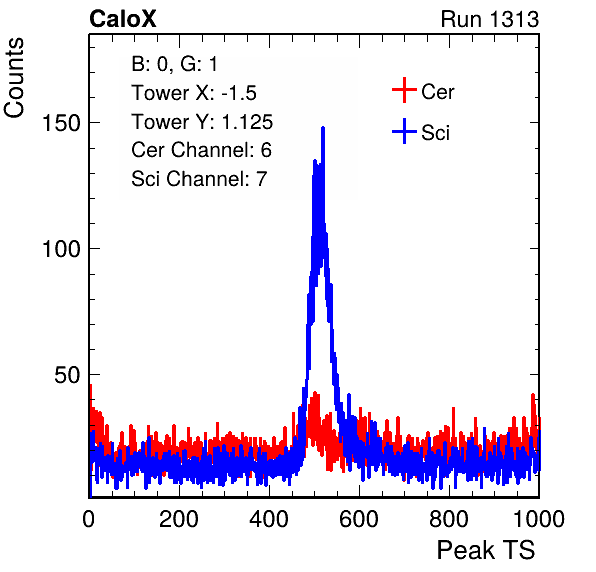 CaloX Run 1313
Counts
B: 0, G: 1
Tower X: -1.5
Tower Y: 1.125
Cer Channel: 6
Sci Channel: 7
Cer
Sci
150
100
50
0 200 400 600 800 1000
Peak TS